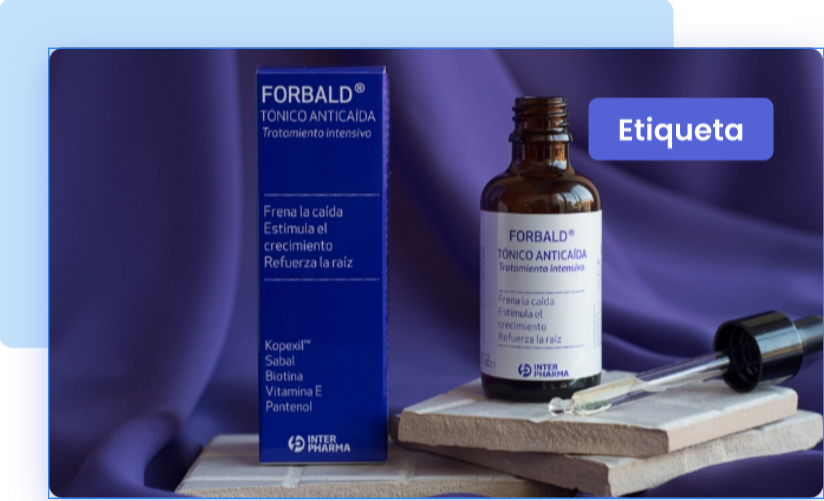 FORBALD®
TÓNICO ANTICAÍDA
Tratamiento intensivo
Frena la caída
Estimula el
crecimiento
Refuerza la raíz
Kopexil™
Sabal
Biotina
Vitamina E
Pantenol
INTER
PHARMA
Etiqueta
FORBALD®
TÓNICO ANTICAÍDA
Tratamiento Intensivo
Frena la caída
Estimula el
crecimiento
Refuerza la raíz
INTER
PHARMA